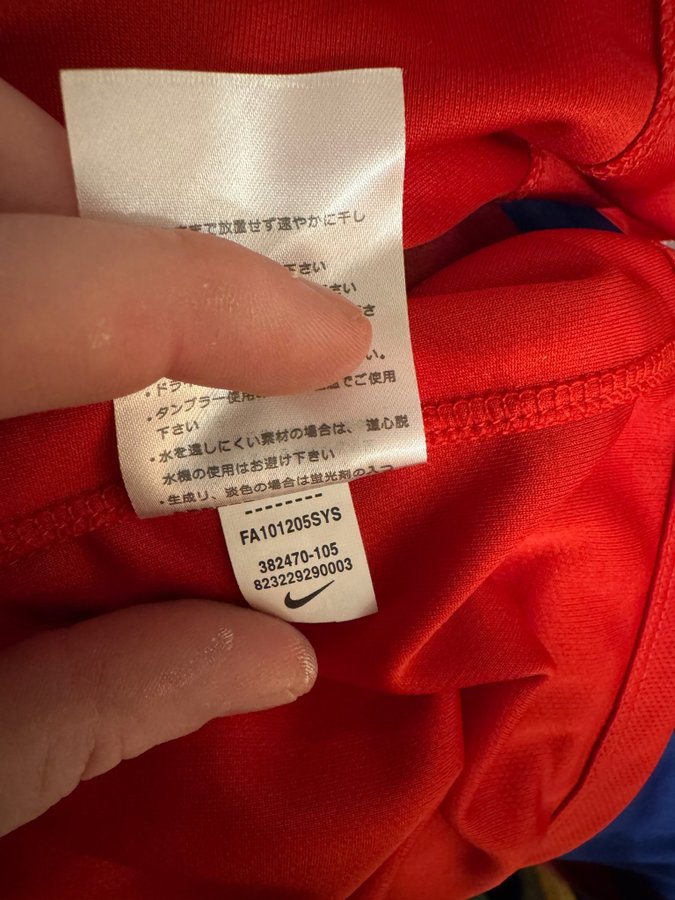 まで放置せず速やかに干し
下さい
さい
さ
い。
・ドラ
でご使用
・タンブラー使用
下さい
・水を通しにくい素材の場合は、遠心脱
水機の使用はお避け下さい
・生成り、淡色の場合は蛍光剤の入っ
FA101205SYS
382470-105
823229290003